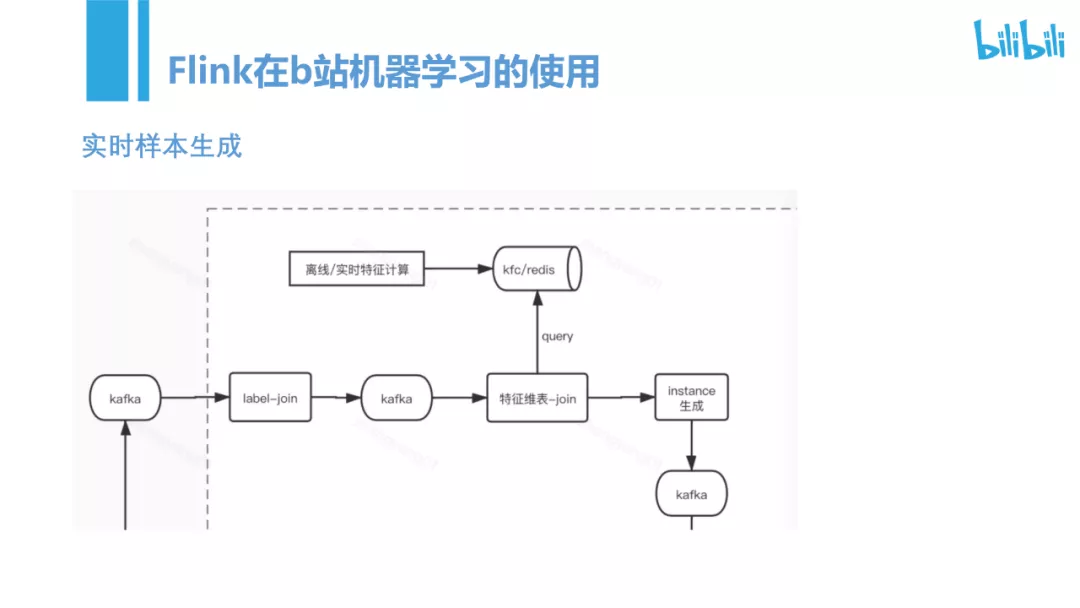 Flink在b站机器学习的使用
bilibili
实时样本生成
离线/实时特征计算
kfc/redis
query
kafka
label-join
kafka
特征维表-join
instance
生成
kafka